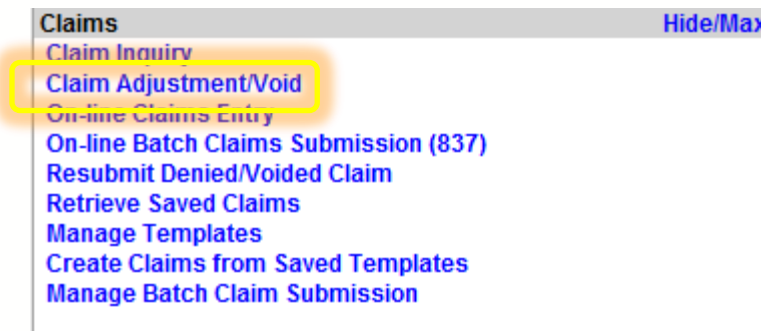 Claims Hide/Max
Claim Inquiry
Claim Adjustment/Void
On-line Claims Entry
On-line Batch Claims Submission (837)
Resubmit Denied/Voided Claim
Retrieve Saved Claims
Manage Templates
Create Claims from Saved Templates
Manage Batch Claim Submission